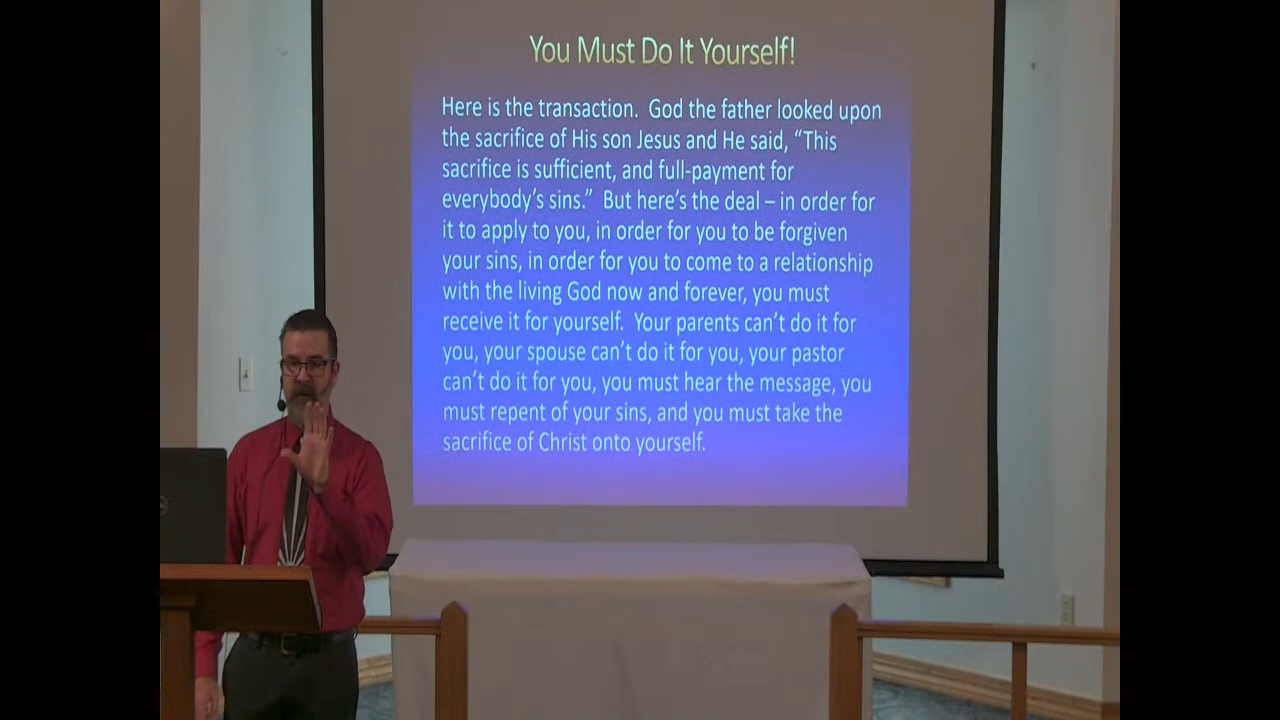 You Must Do It Yourself!
Here is the transaction. God the father looked upon
the sacrifice of His son Jesus and He said, “This
sacrifice is sufficient, and full-payment for
everybody’s sins.” But here’s the deal – in order for
it to apply to you, in order for you to be forgiven
your sins, in order for you to come to a relationship
with the living God now and forever, you must
receive it for yourself. Your parents can’t do it for
you, your spouse can’t do it for you, your pastor
can’t do it for you, you must hear the message, you
must repent of your sins, and you must take the
sacrifice of Christ onto yourself.